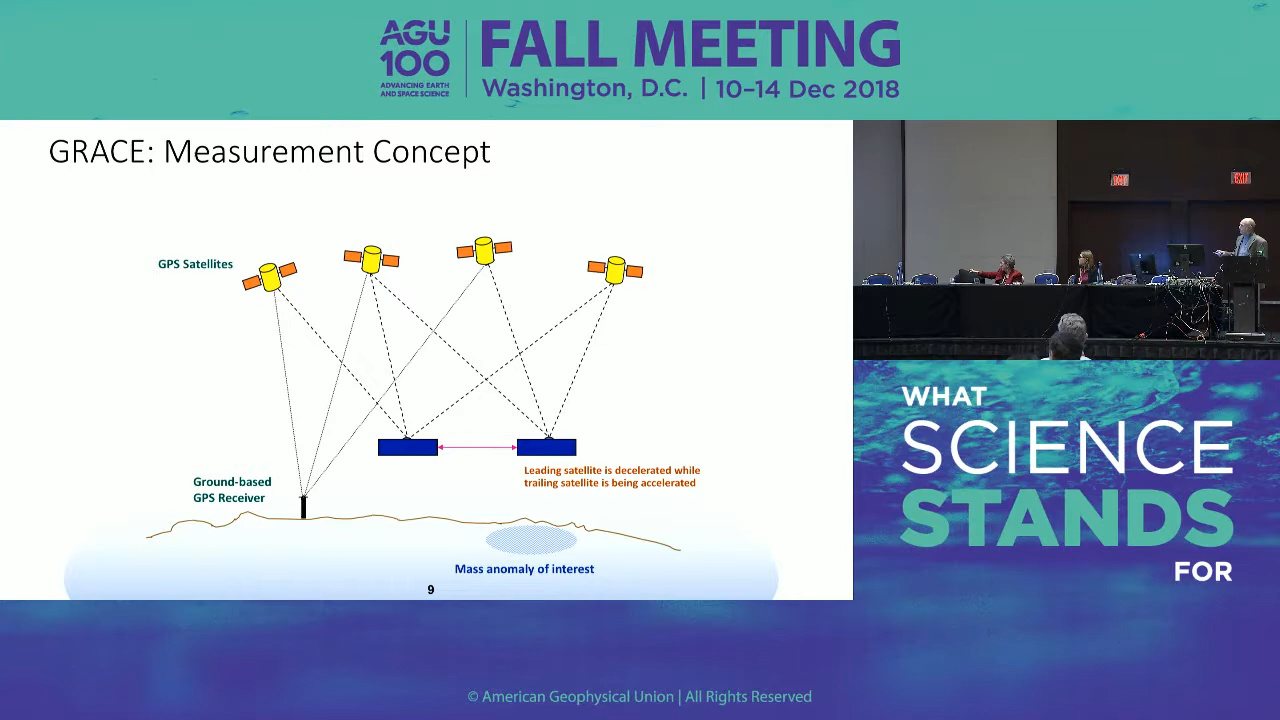 AGU
100
ADVANCING EARTH
AND SPACE SCIENCE
FALL MEETING
Washington, D.C. | 10–14 Dec 2018
GRACE: Measurement Concept
GPS Satellites
Ground-based
GPS Receiver
Leading satellite is decelerated while
trailing satellite is being accelerated
Mass anomaly of interest
9
EXIT
EXIT
WHAT
SCIENCE
STANDS
FOR
© American Geophysical Union | All Rights Reserved